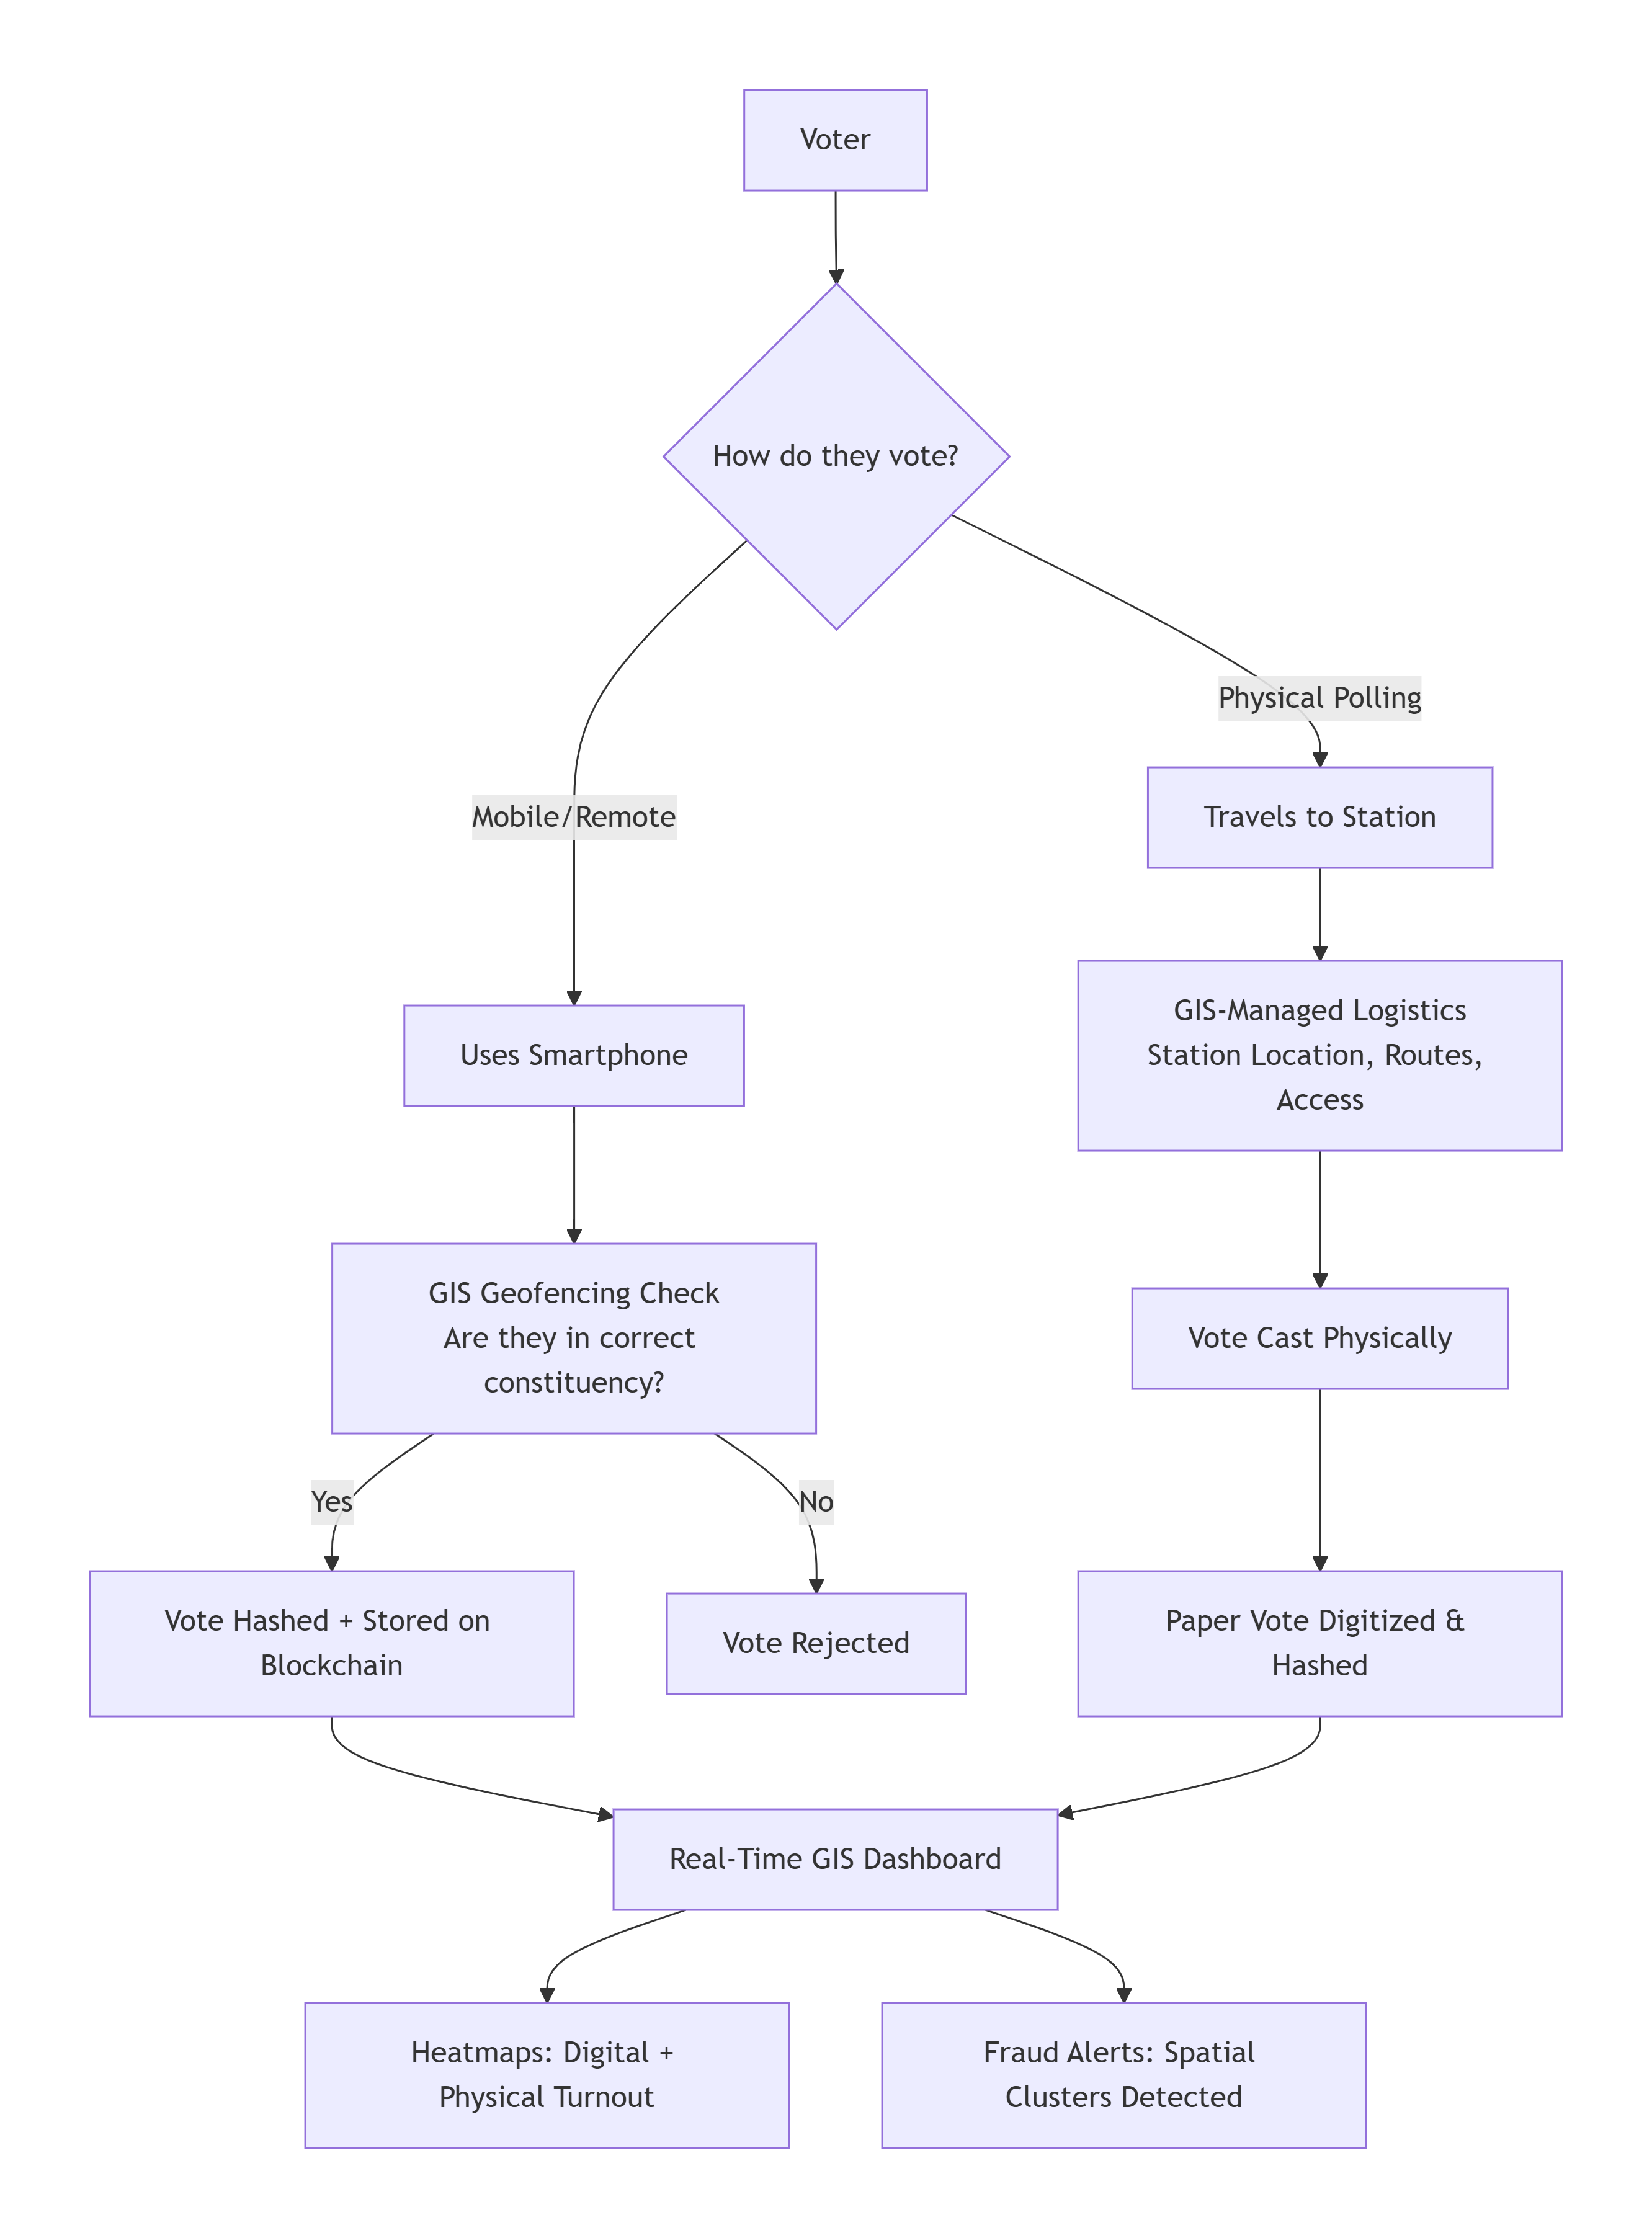 Voter
How do they vote?
Physical Polling
Mobile/Remote
Travels to Station
Uses Smartphone
GIS-Managed Logistics
Station Location, Routes,
Access
GIS Geofencing Check
Are they in correct
constituency?
Vote Cast Physically
Yes
No
Vote Hashed + Stored on
Blockchain
Vote Rejected
Paper Vote Digitized &
Hashed
Real-Time GIS Dashboard
Heatmaps: Digital +
Physical Turnout
Fraud Alerts: Spatial
Clusters Detected